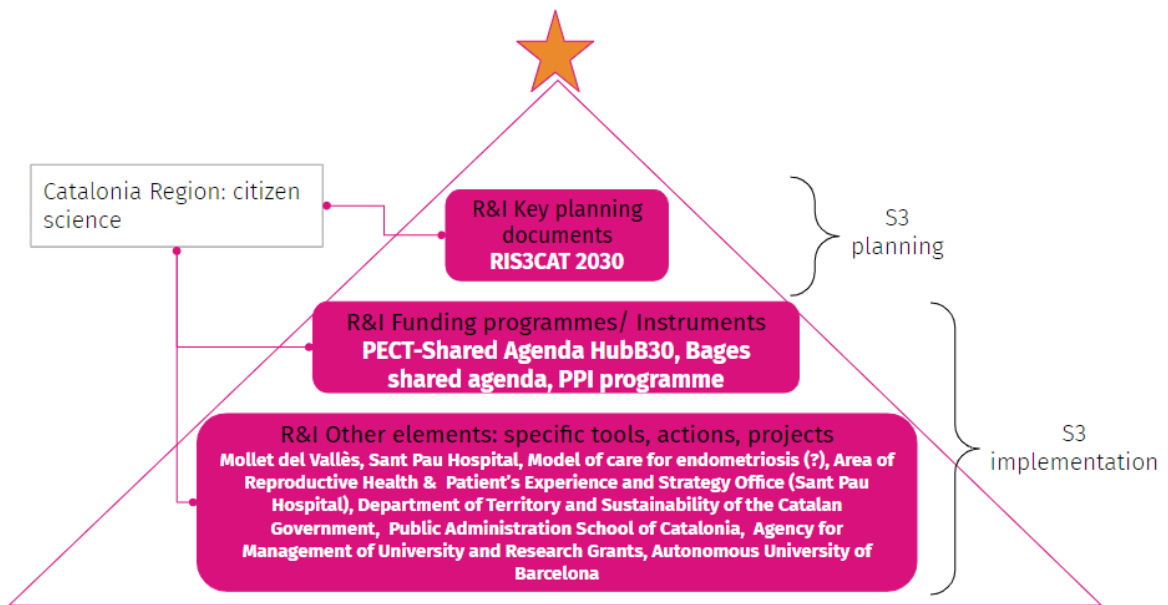 Catalonia Region: citizen
science
R&I Key planning
documents
RIS3CAT 2030
S3
planning
R&I Funding programmes/ Instruments
PECT-Shared Agenda HubB30, Bages
shared agenda, PPI programme
R&I Other elements: specific tools, actions, projects
Mollet del Vallès, Sant Pau Hospital, Model of care for endometriosis (?), Area of
Reproductive Health & Patient's Experience and Strategy Office (Sant Pau
Hospital), Department of Territory and Sustainability of the Catalan
Government, Public Administration School of Catalonia, Agency for
Management of University and Research Grants, Autonomous University of
Barcelona
S3
implementation